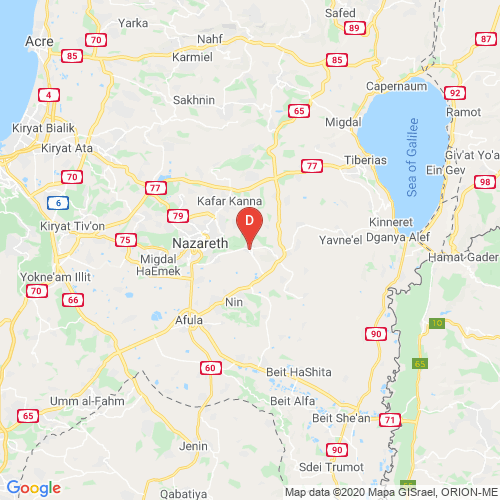 Safed
Yarka
Nahf
89
Acre
70
87
85
Karmiel
85
Capernaum
4
Sakhnin
92
65
Ramot
Kiryat Bialik
Migdal
Kiryat Ata
Tiberias
Giv'at Yo'a
77
Sea of Galilee
Ein Gev
70
77
98
6
Kafar Kanna
79
D
Kinneret
Kiryat Tiv'on
75
Nazareth
Yavne'el
Dganya Alef
Migdal
HaEmek
Hamat Gader
Yokne'am Illit
70
66
Nin
Afula
10
90
60
65
Beit HaShita
Umm al-Fahm
Beit Alfa
65
Beit She'an
71
Jenin
90
Sdei Trumot
Google
Qabatiya
Map data ©2020 Mapa GISrael, ORION-ME